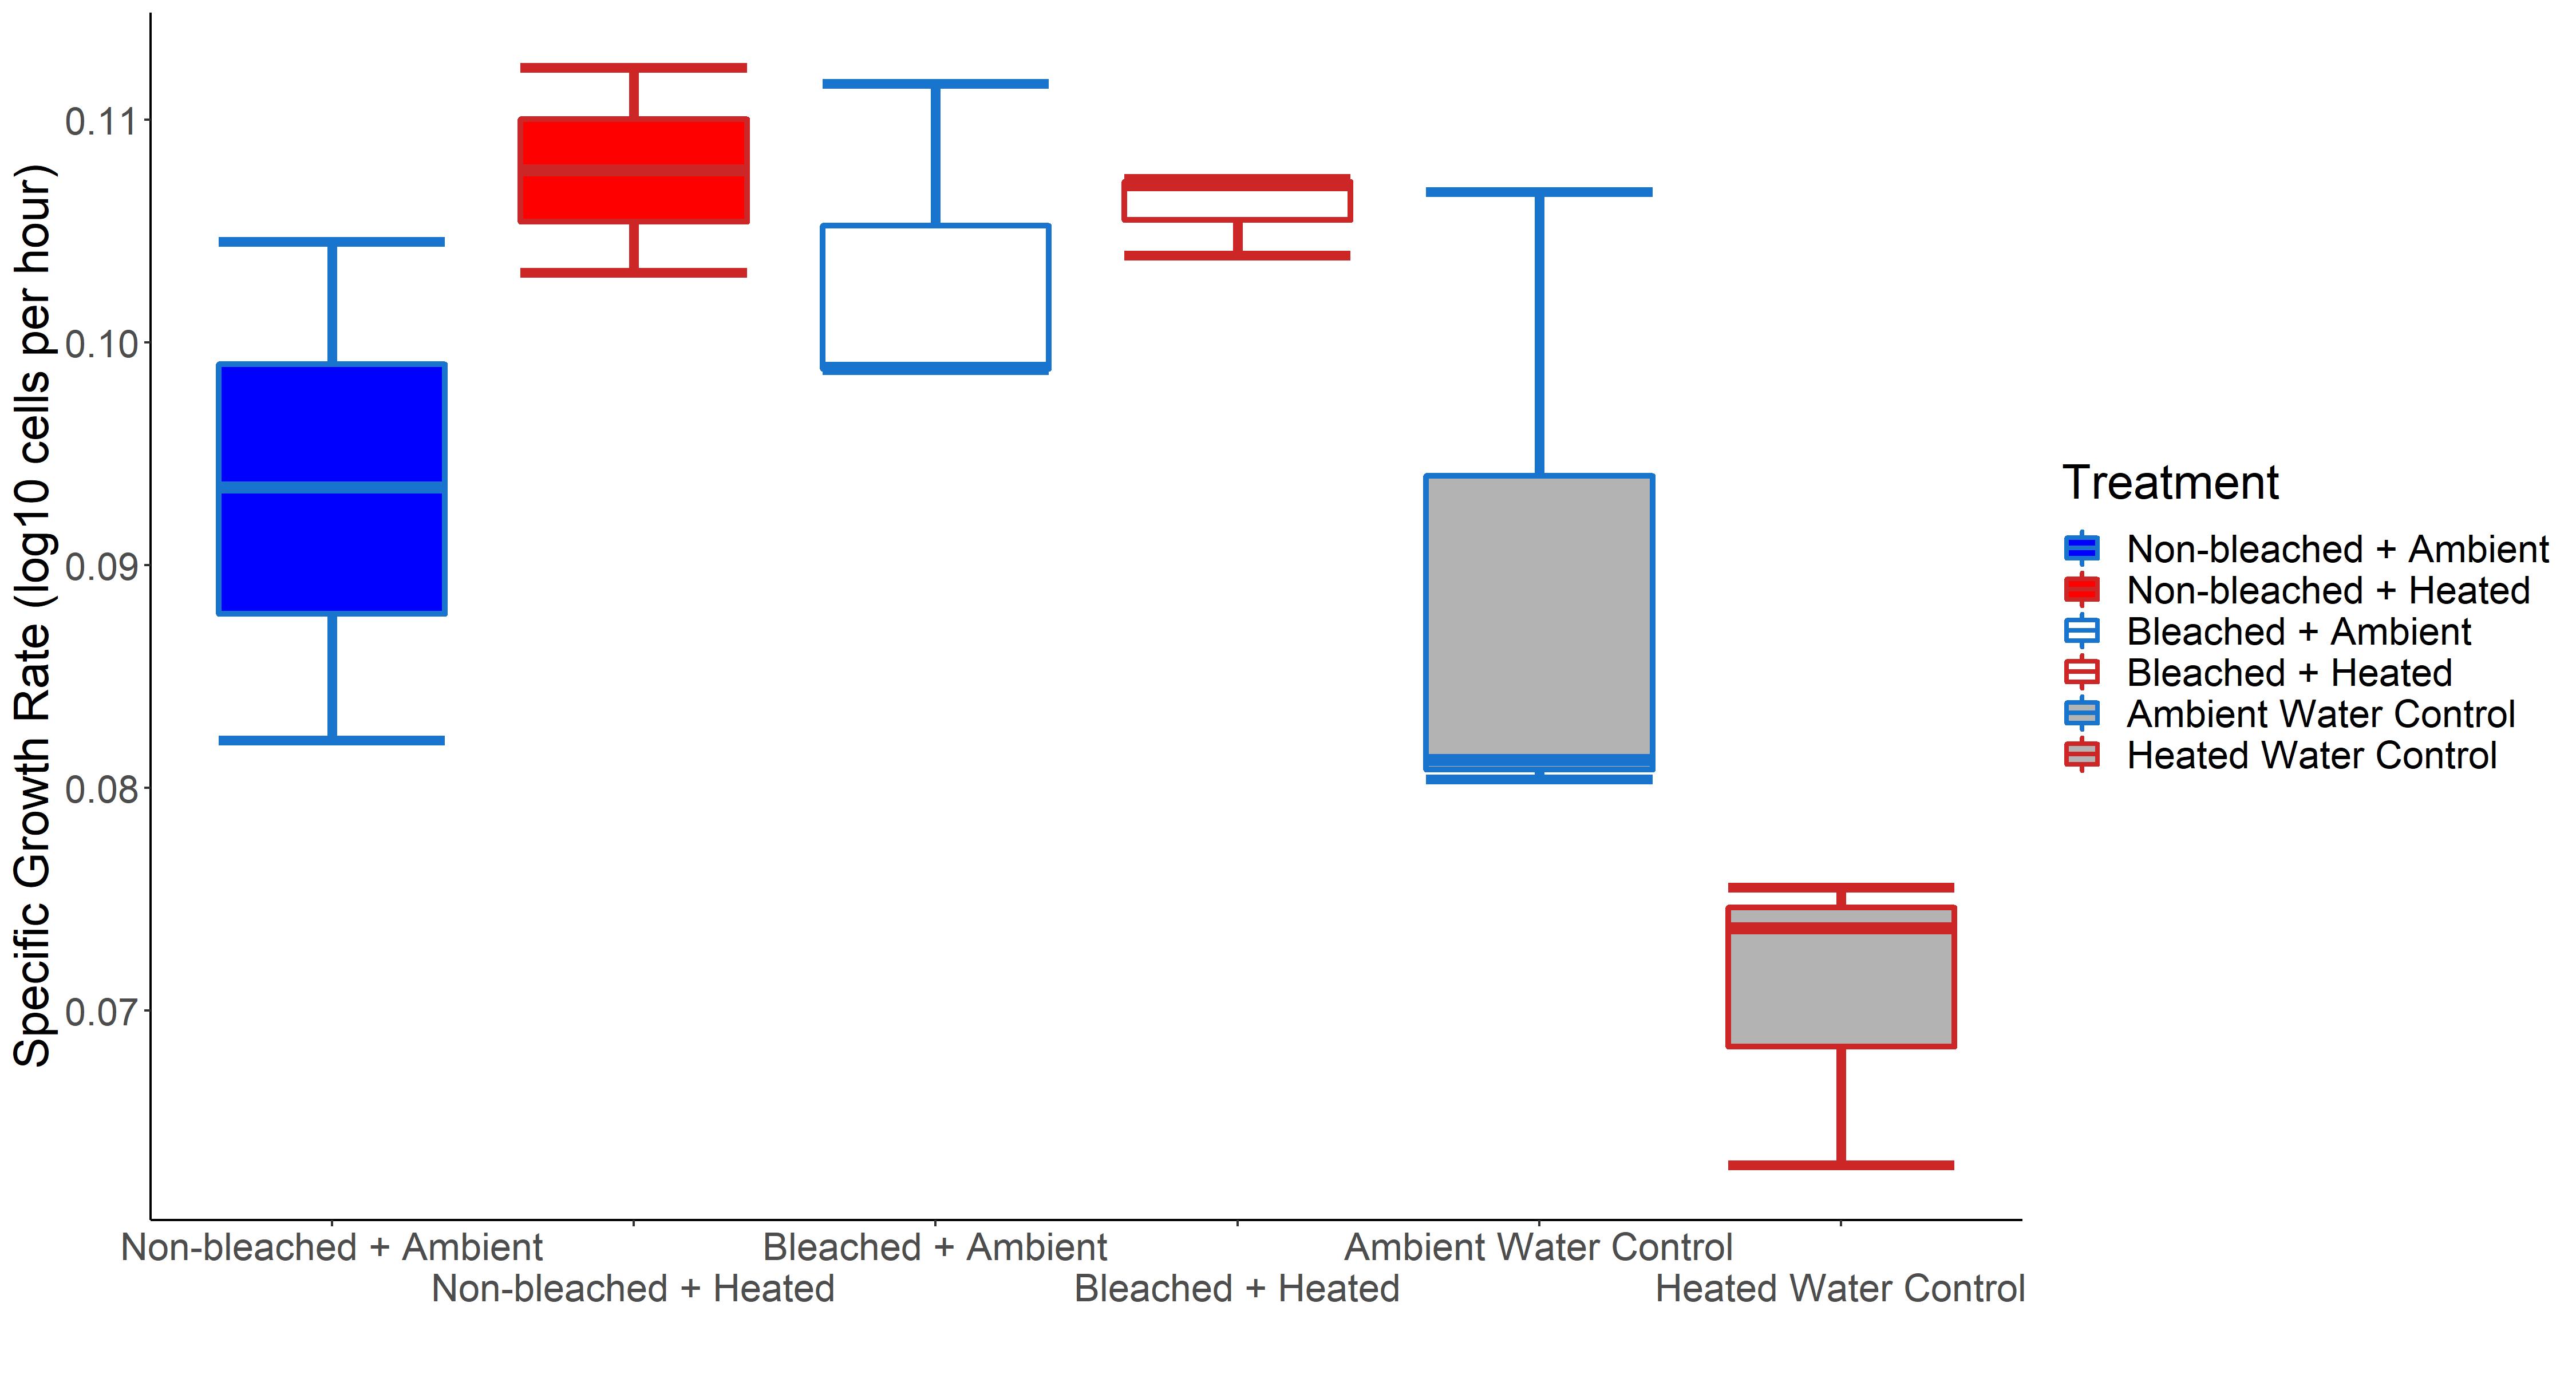 Specific Growth Rate (log10 cells per hour)
0.11
0.10
0.09
0.08
0.07
Non-bleached + Ambient
Non-bleached + Heated
Bleached + Ambient
Bleached + Heated
Ambient Water Control
Heated Water Control
Treatment
Non-bleached + Ambient
Non-bleached + Heated
Bleached + Ambient
Bleached + Heated
Ambient Water Control
Heated Water Control